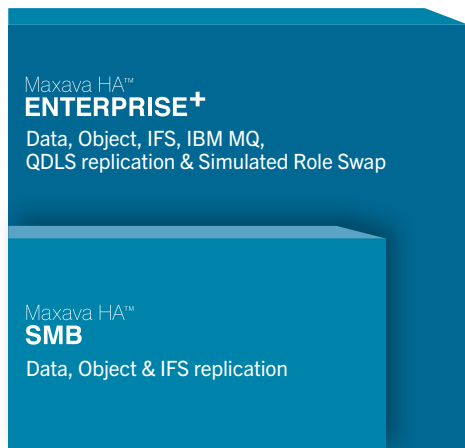 Maxava HA™
ENTERPRISE+
Data, Object, IFS, IBM MQ,
QDLS replication & Simulated Role Swap
Maxava HA™
SMB
Data, Object & IFS replication